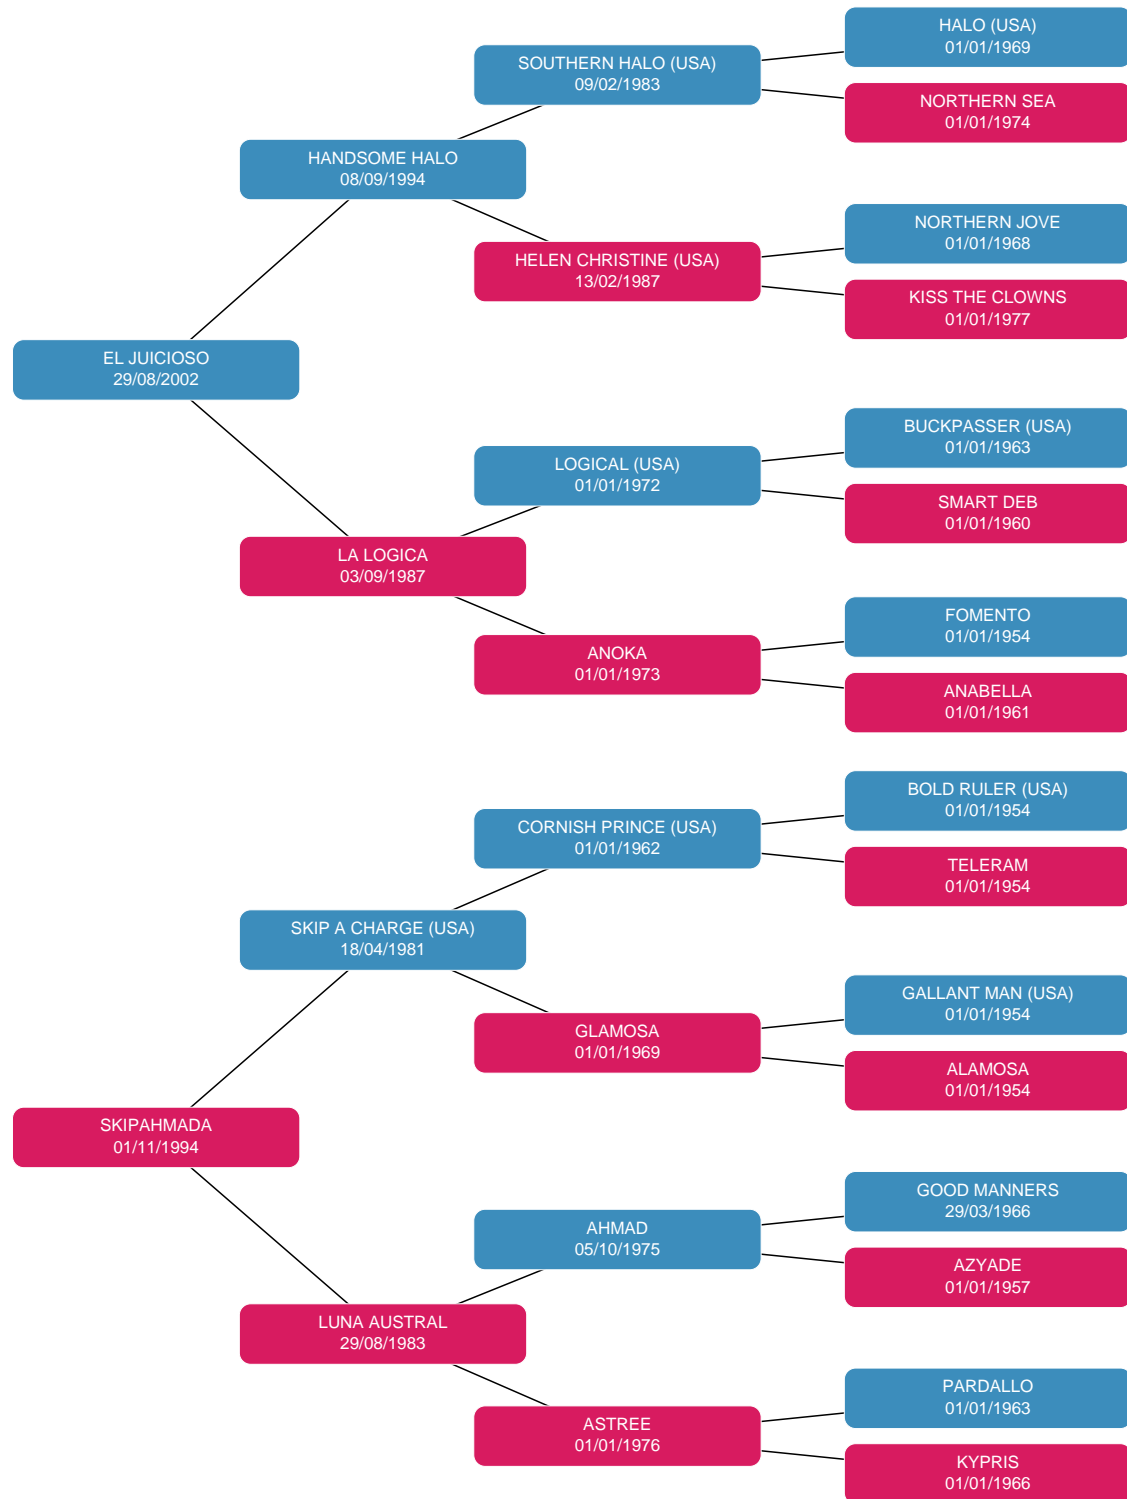 HALO (USA)
01/01/1969
SOUTHERN HALO (USA)
09/02/1983
NORTHERN SEA
01/01/1974
HANDSOME HALO
08/09/1994
NORTHERN JOVE
01/01/1968
HELEN CHRISTINE (USA)
13/02/1987
KISS THE CLOWNS
01/01/1977
EL JUICIOSO
29/08/2002
BUCKPASSER (USA)
01/01/1963
LOGICAL (USA)
01/01/1972
SMART DEB
01/01/1960
LA LOGICA
03/09/1987
FOMENTO
01/01/1954
ANOKA
01/01/1973
ANABELLA
01/01/1961
BOLD RULER (USA)
01/01/1954
CORNISH PRINCE (USA)
01/01/1962
TELERAM
01/01/1954
SKIP A CHARGE (USA)
18/04/1981
GALLANT MAN (USA)
01/01/1954
GLAMOSA
01/01/1969
ALAMOSA
01/01/1954
SKIPAHMADA
01/11/1994
GOOD MANNERS
29/03/1966
AHMAD
05/10/1975
AZYADE
01/01/1957
LUNA AUSTRAL
29/08/1983
PARDALLO
01/01/1963
ASTREE
01/01/1976
KYPRIS
01/01/1966